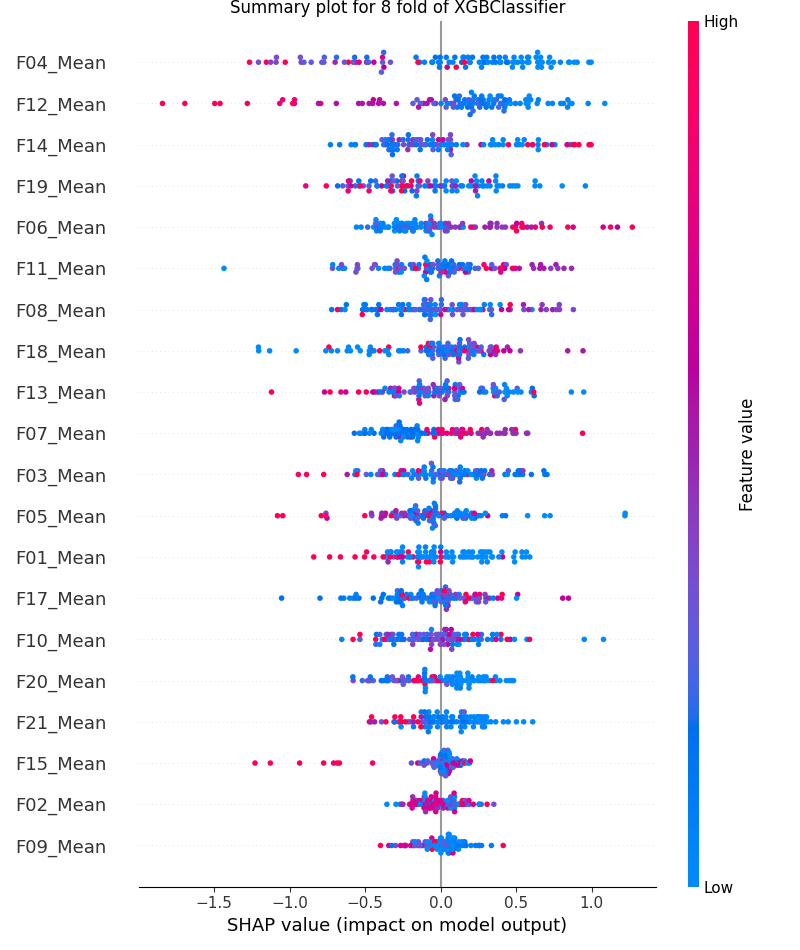 Summary plot for 8 fold of XGBClassifier
High
F04_Mean
F12_Mean
F14_Mean
F19_Mean
F06_Mean
F11_Mean
F08_Mean
F18_Mean
F13_Mean
F07_Mean
F03_Mean
F05_Mean
F01_Mean
F17_Mean
F10_Mean
F20_Mean
F21_Mean
F15_Mean
F02_Mean
F09_Mean
Feature value
Low
−1.5 −1.0 −0.5 0.0 0.5 1.0
SHAP value (impact on model output)